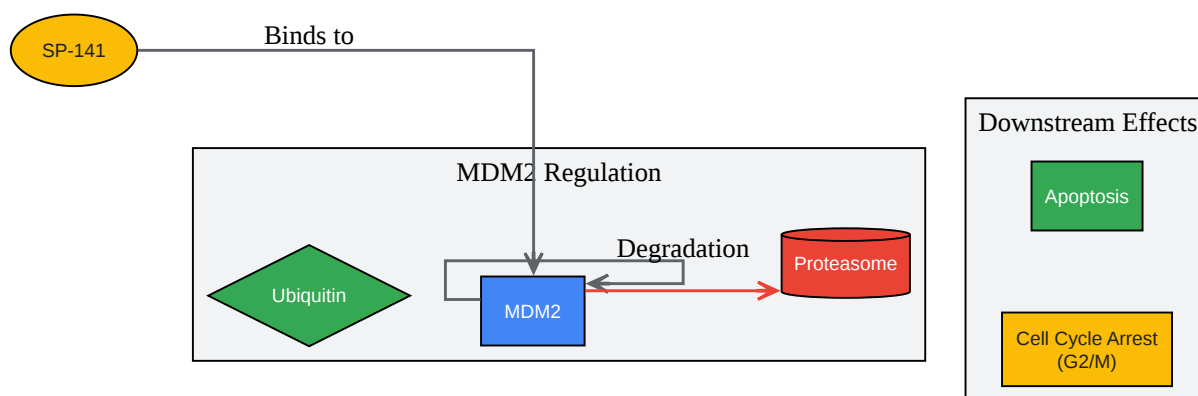 SP-141
Binds to
Downstream Effects
MDM2 Regulation
Apoptosis
Degradation
Proteasome
Ubiquitin
MDM2
Cell Cycle Arrest
(G2/M)